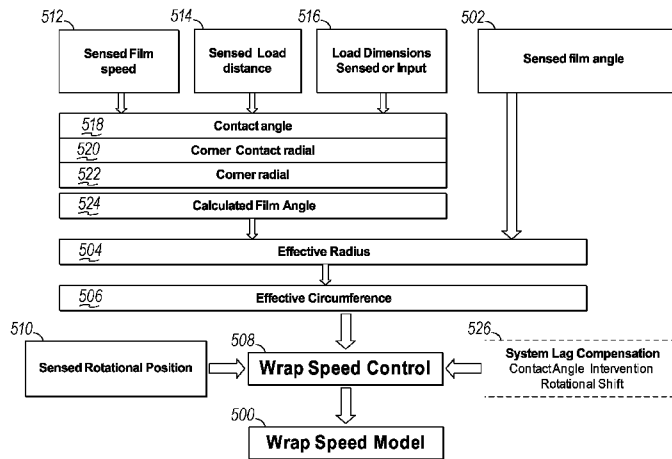 512
514
516
502
Sensed Film
speed
Sensed Load
distance
Load Dimensions
Sensed or Input
Sensed film angle
518 Contact angle
520 Corner Contact radial
522 Corner radial
524 Calculated Film Angle
504 Effective Radius
506 Effective Circumference
510
Sensed Rotational Position
508
Wrap Speed Control
526
System Lag Compensation
ContactAngle Intervention
Rotational Shift
500
Wrap Speed Model